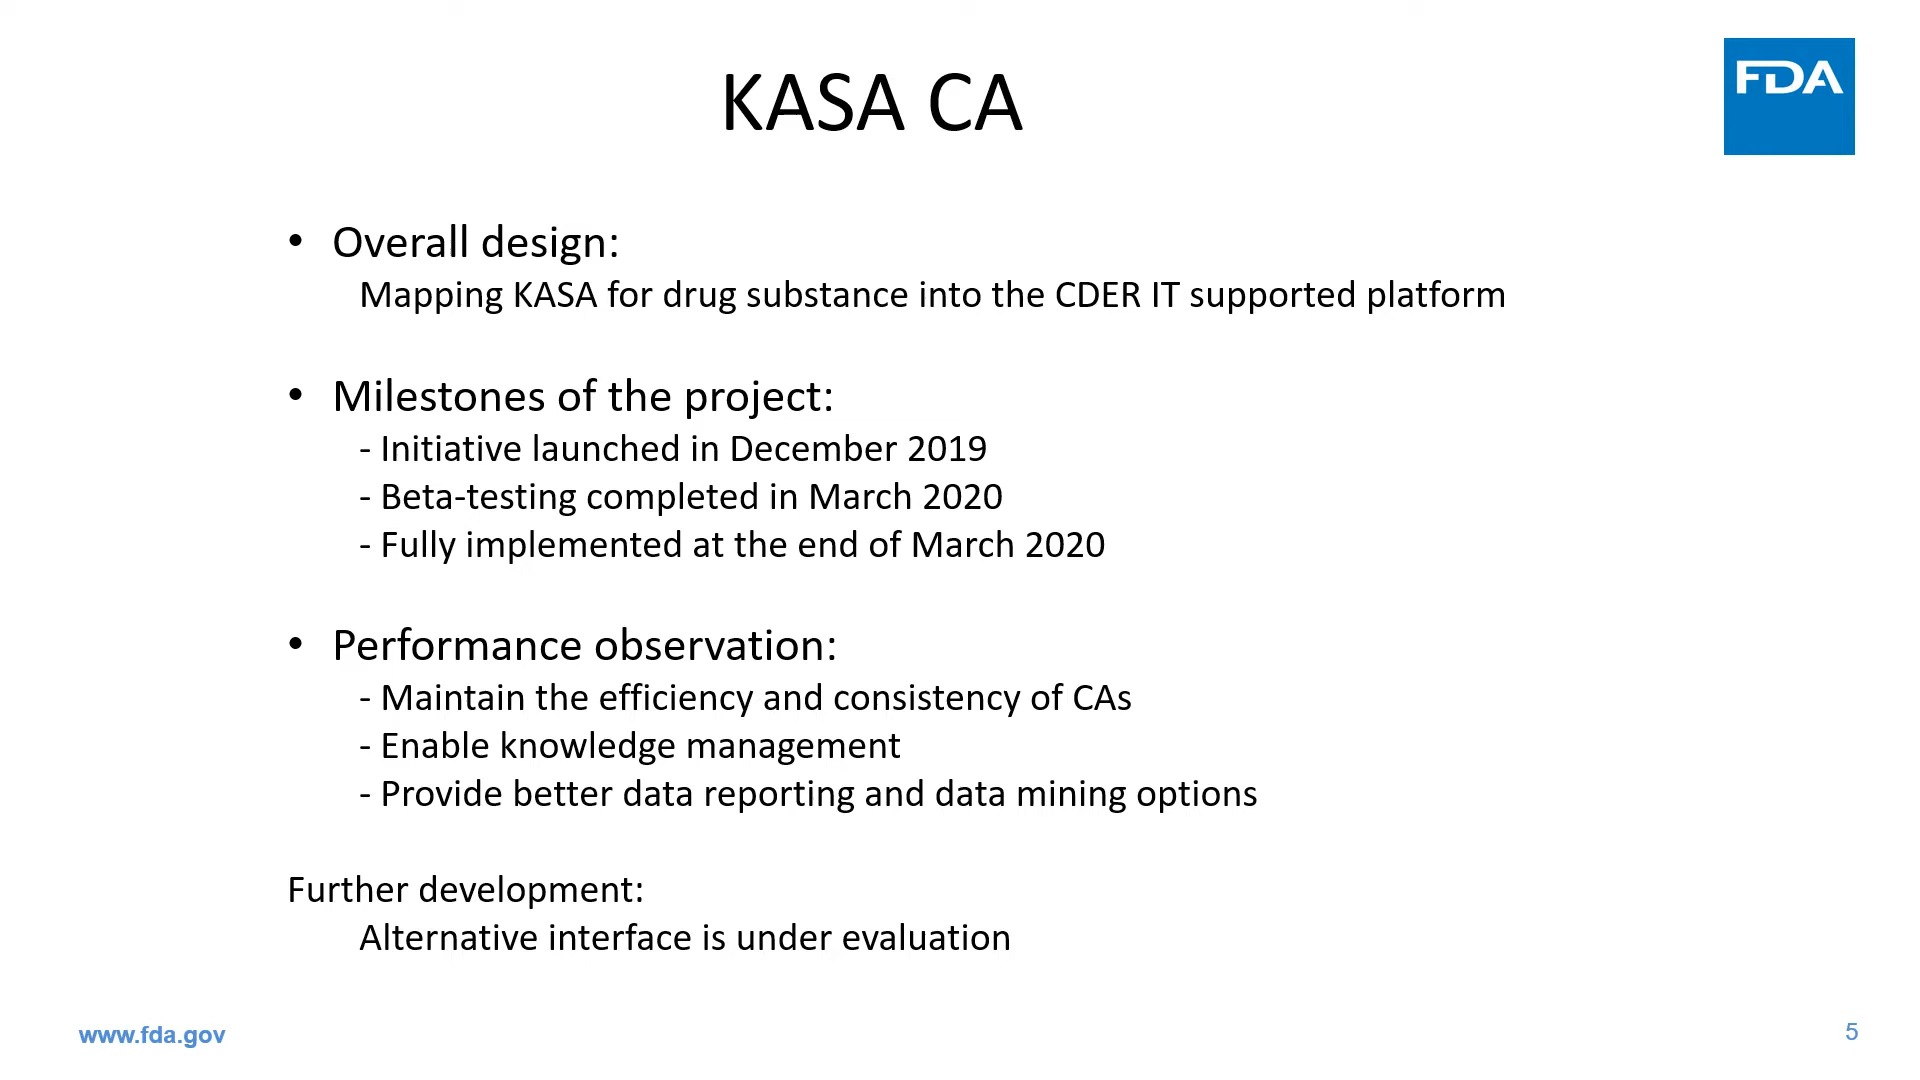 KASA CA
FDA
• Overall design:
Mapping KASA for drug substance into the CDER IT supported platform
• Milestones of the project:
- Initiative launched in December 2019
- Beta-testing completed in March 2020
- Fully implemented at the end of March 2020
• Performance observation:
- Maintain the efficiency and consistency of CAs
- Enable knowledge management
- Provide better data reporting and data mining options
Further development:
Alternative interface is under evaluation
www.fda.gov
5